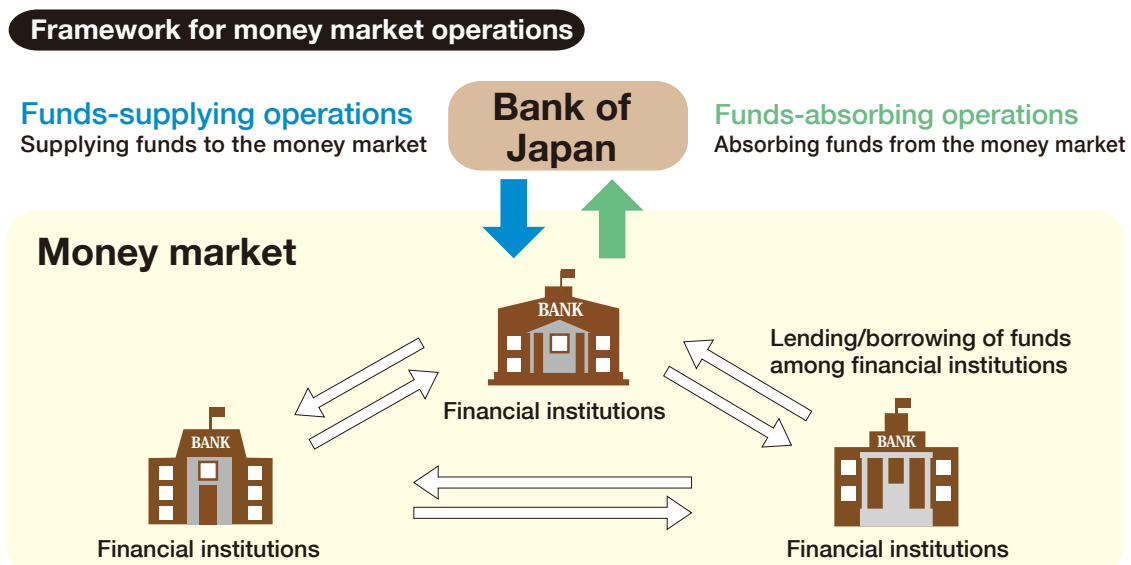 Framework for money market operations
Funds-supplying operations
Supplying funds to the money market
Bank of
Japan
Funds-absorbing operations
Absorbing funds from the money market
Money market
BANK
Financial institutions
Lending/borrowing of funds
among financial institutions
BANK
Financial institutions
BANK
Financial institutions